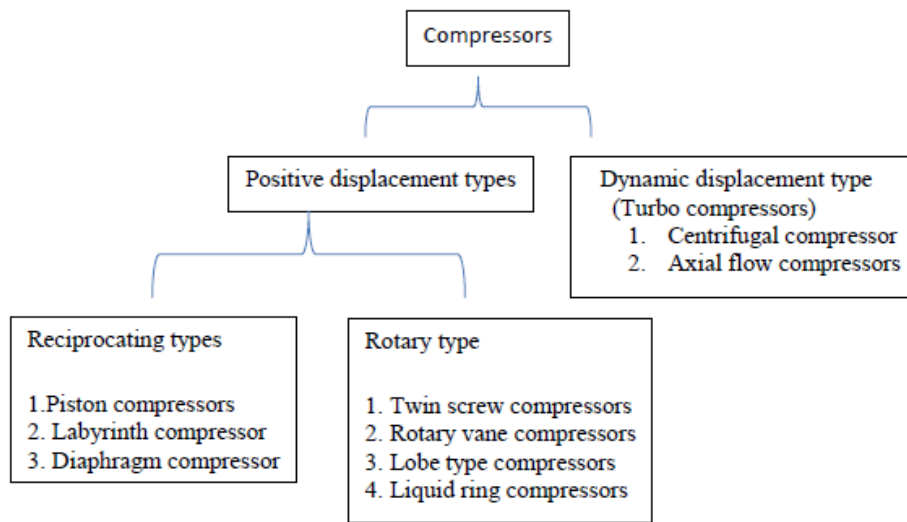 Compressors
Positive displacement types
Dynamic displacement type
(Turbo compressors)
1. Centrifugal compressor
2. Axial flow compressors
Reciprocating types
1.Piston compressors
2. Labyrinth compressor
3. Diaphragm compressor
Rotary type
1. Twin screw compressors
2. Rotary vane compressors
3. Lobe type compressors
4. Liquid ring compressors